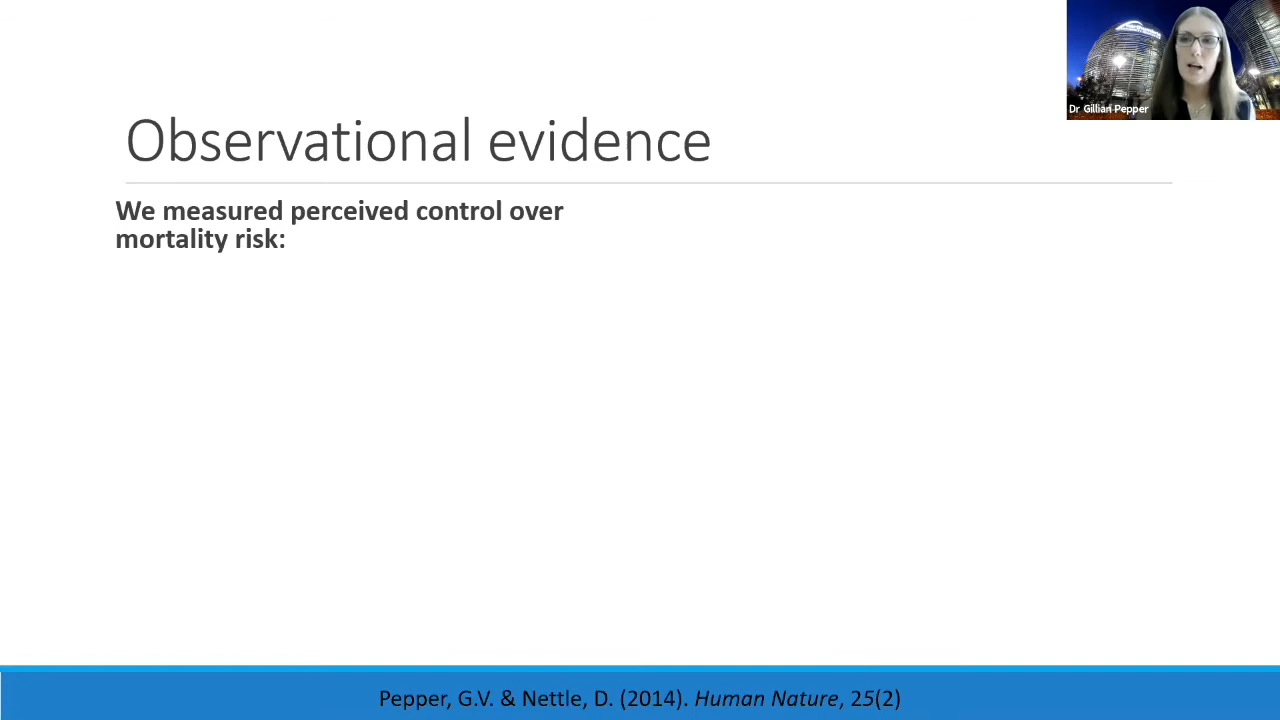 Dr Gillian Pepper
Observational evidence
We measured perceived control over
mortality risk:
Pepper, G.V. & Nettle, D. (2014). Human Nature, 25(2)